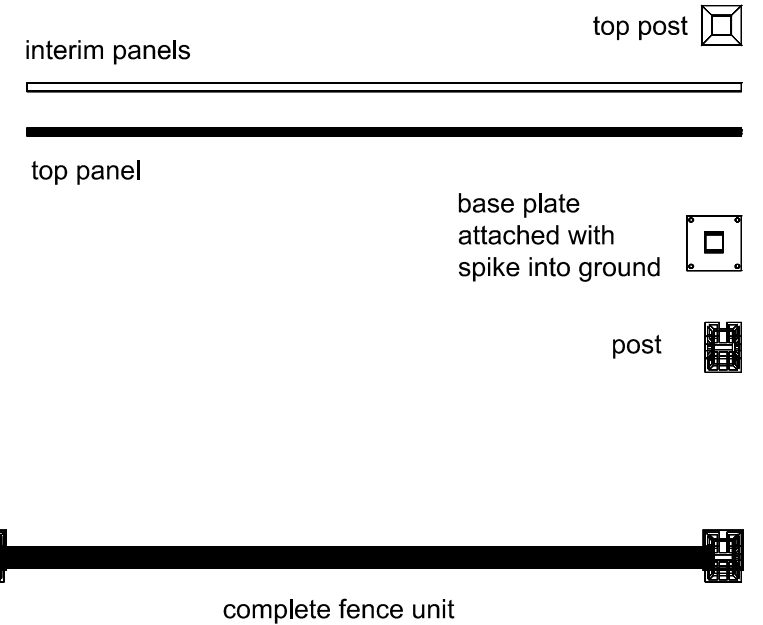 top post
interim panels
top panel
base plate
attached with
spike into ground
post
complete fence unit